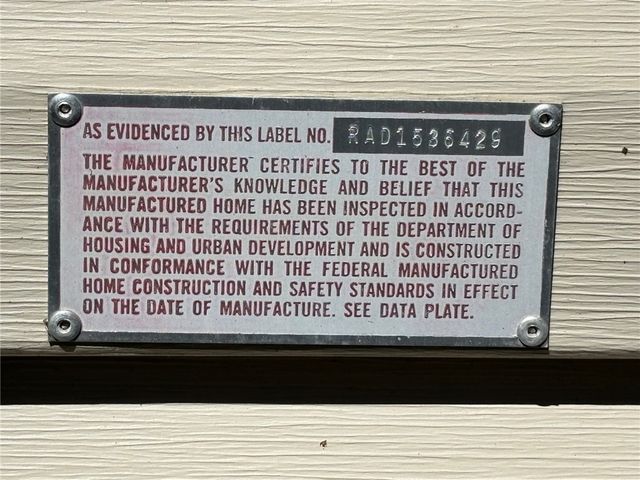 AS EVIDENCED BY THIS LABEL NO. RAD1536429
THE MANUFACTURER CERTIFIES TO THE BEST OF THE
MANUFACTURER'S KNOWLEDGE AND BELIEF THAT THIS
MANUFACTURED HOME HAS BEEN INSPECTED IN ACCORD-
ANCE WITH THE REQUIREMENTS OF THE DEPARTMENT OF
HOUSING AND URBAN DEVELOPMENT AND IS CONSTRUCTED
IN CONFORMANCE WITH THE FEDERAL MANUFACTURED
HOME CONSTRUCTION AND SAFETY STANDARDS IN EFFECT
ON THE DATE OF MANUFACTURE. SEE DATA PLATE.